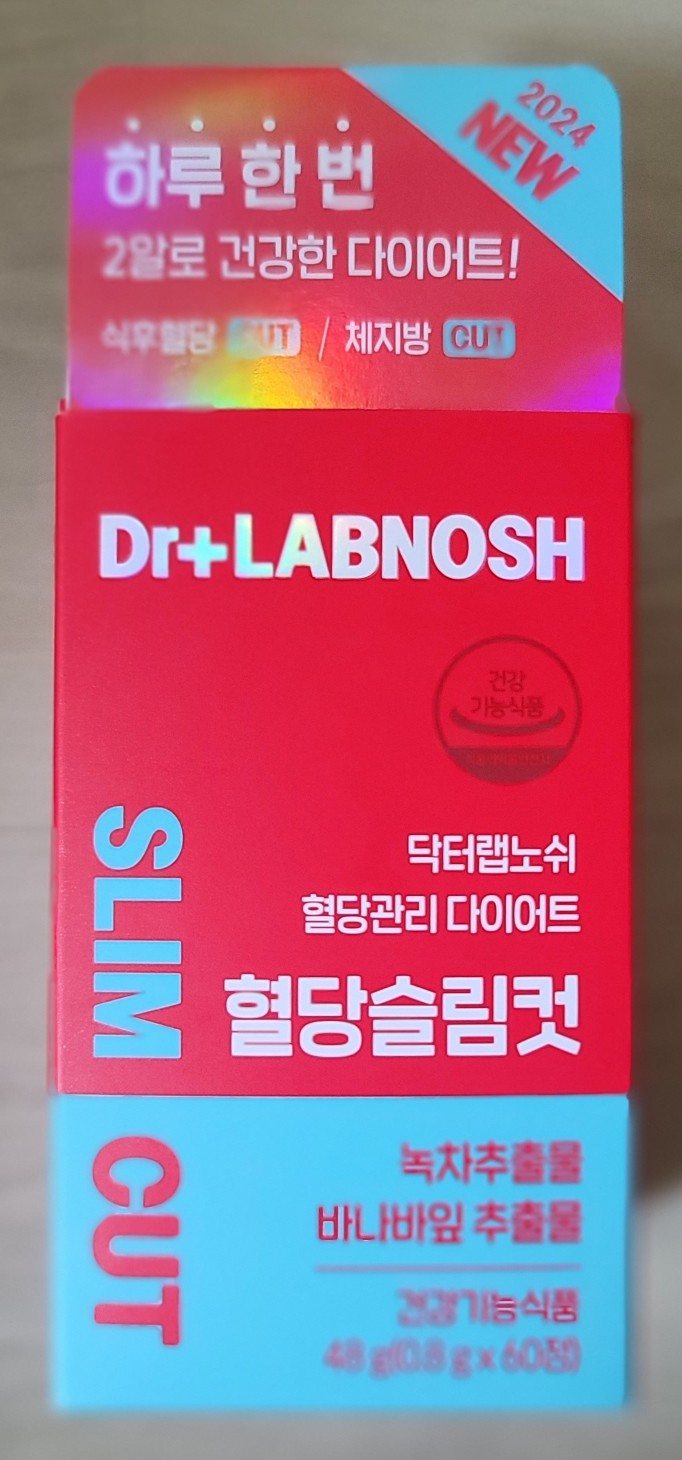 2024
NEW
하루 한 번
2알로 건강한 다이어트!
식후혈당 CUT / 체지방 CUT
Dr+LABNOSH
건강
기능식품
닥터랩노쉬
혈당관리 다이어트
혈당슬림컷
SLIM
CUT
녹차추출물
바나바잎 추출물
건강기능식품
48 g(0.8 g x 60정)